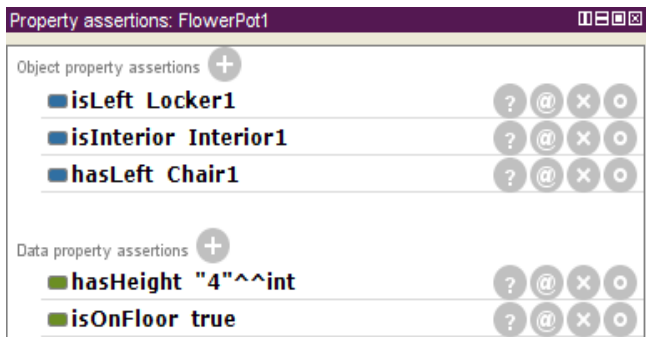 Property assertions: FlowerPot1
Object property assertions
isLeft Locker1
isInterior Interior1
hasLeft Chair1
Data property assertions
hasHeight "4"^^int
isOnFloor true